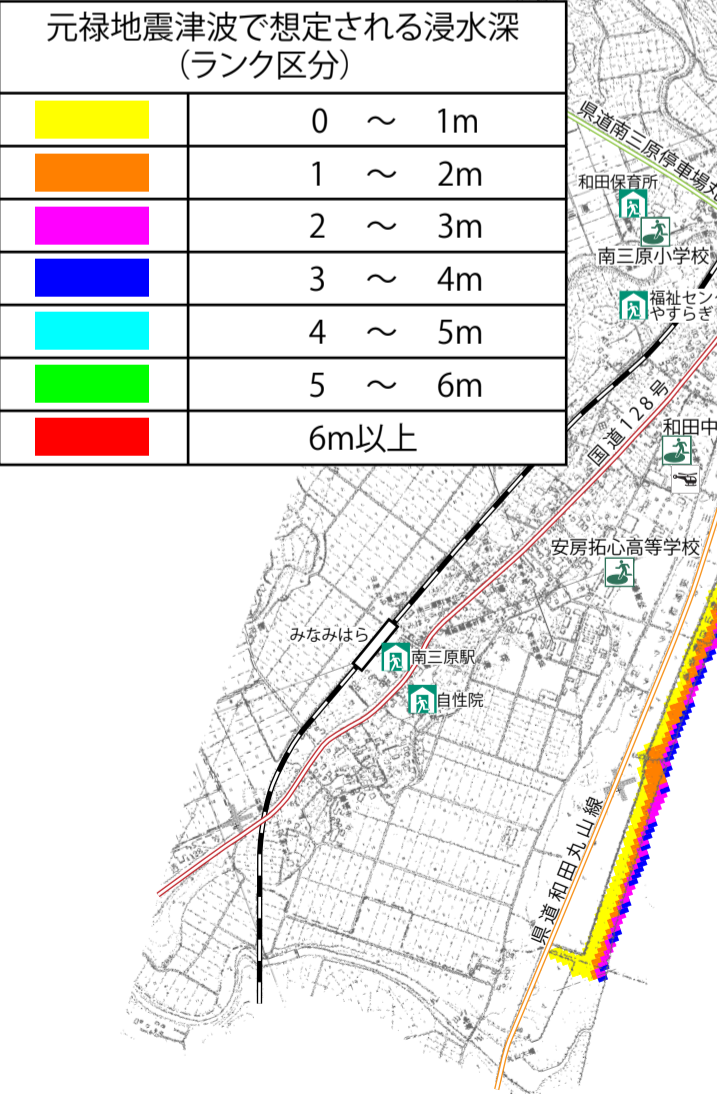 元禄地震津波で想定される浸水深
(ランク区分)
0 ～ 1m
1 ～ 2m
2 ～ 3m
3 ～ 4m
4 ～ 5m
5 ～ 6m
6m以上
県道南三原停車場丸
和田保育所
南三原小学校
福祉セン
やすらぎ
国道128号
和田中
安房拓心高等学校
みなみはら
南三原駅
自性院
県道和田丸山線